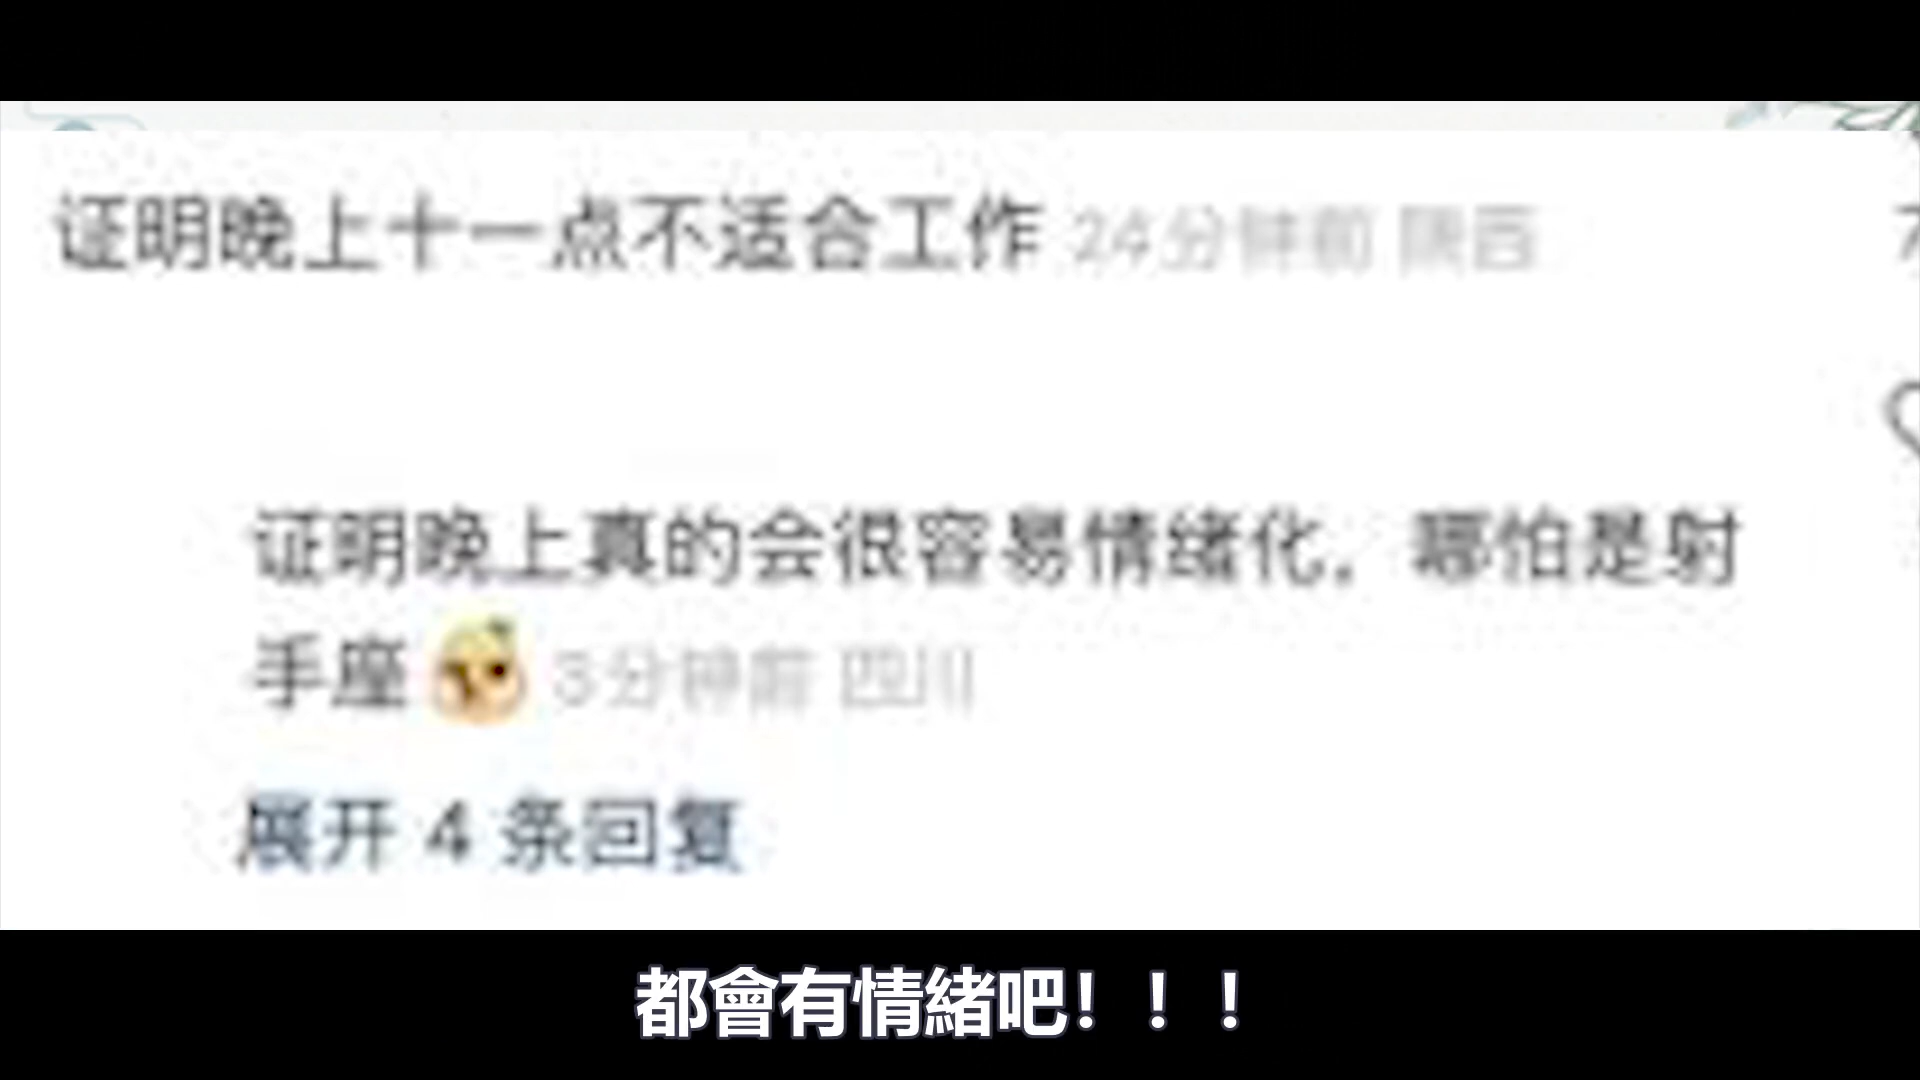 证明晚上十一点不适合工作 24分钟前 陕西
证明晚上真的会很容易情绪化，哪怕是射
手座 3分钟前 四川
展开 4 条回复
都會有情緒吧！！！